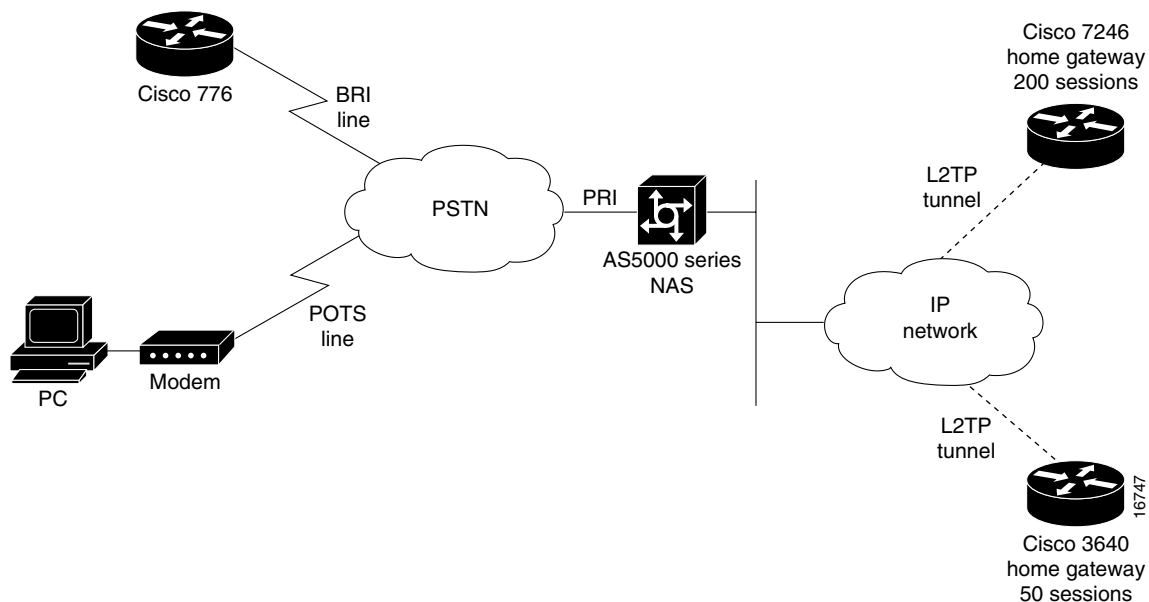 Cisco 7246
home gateway
200 sessions
Cisco 776
BRI
line
L2TP
tunnel
PSTN
PRI
AS5000 series
NAS
IP
network
POTS
line
PC
Modem
L2TP
tunnel
16747
Cisco 3640
home gateway
50 sessions